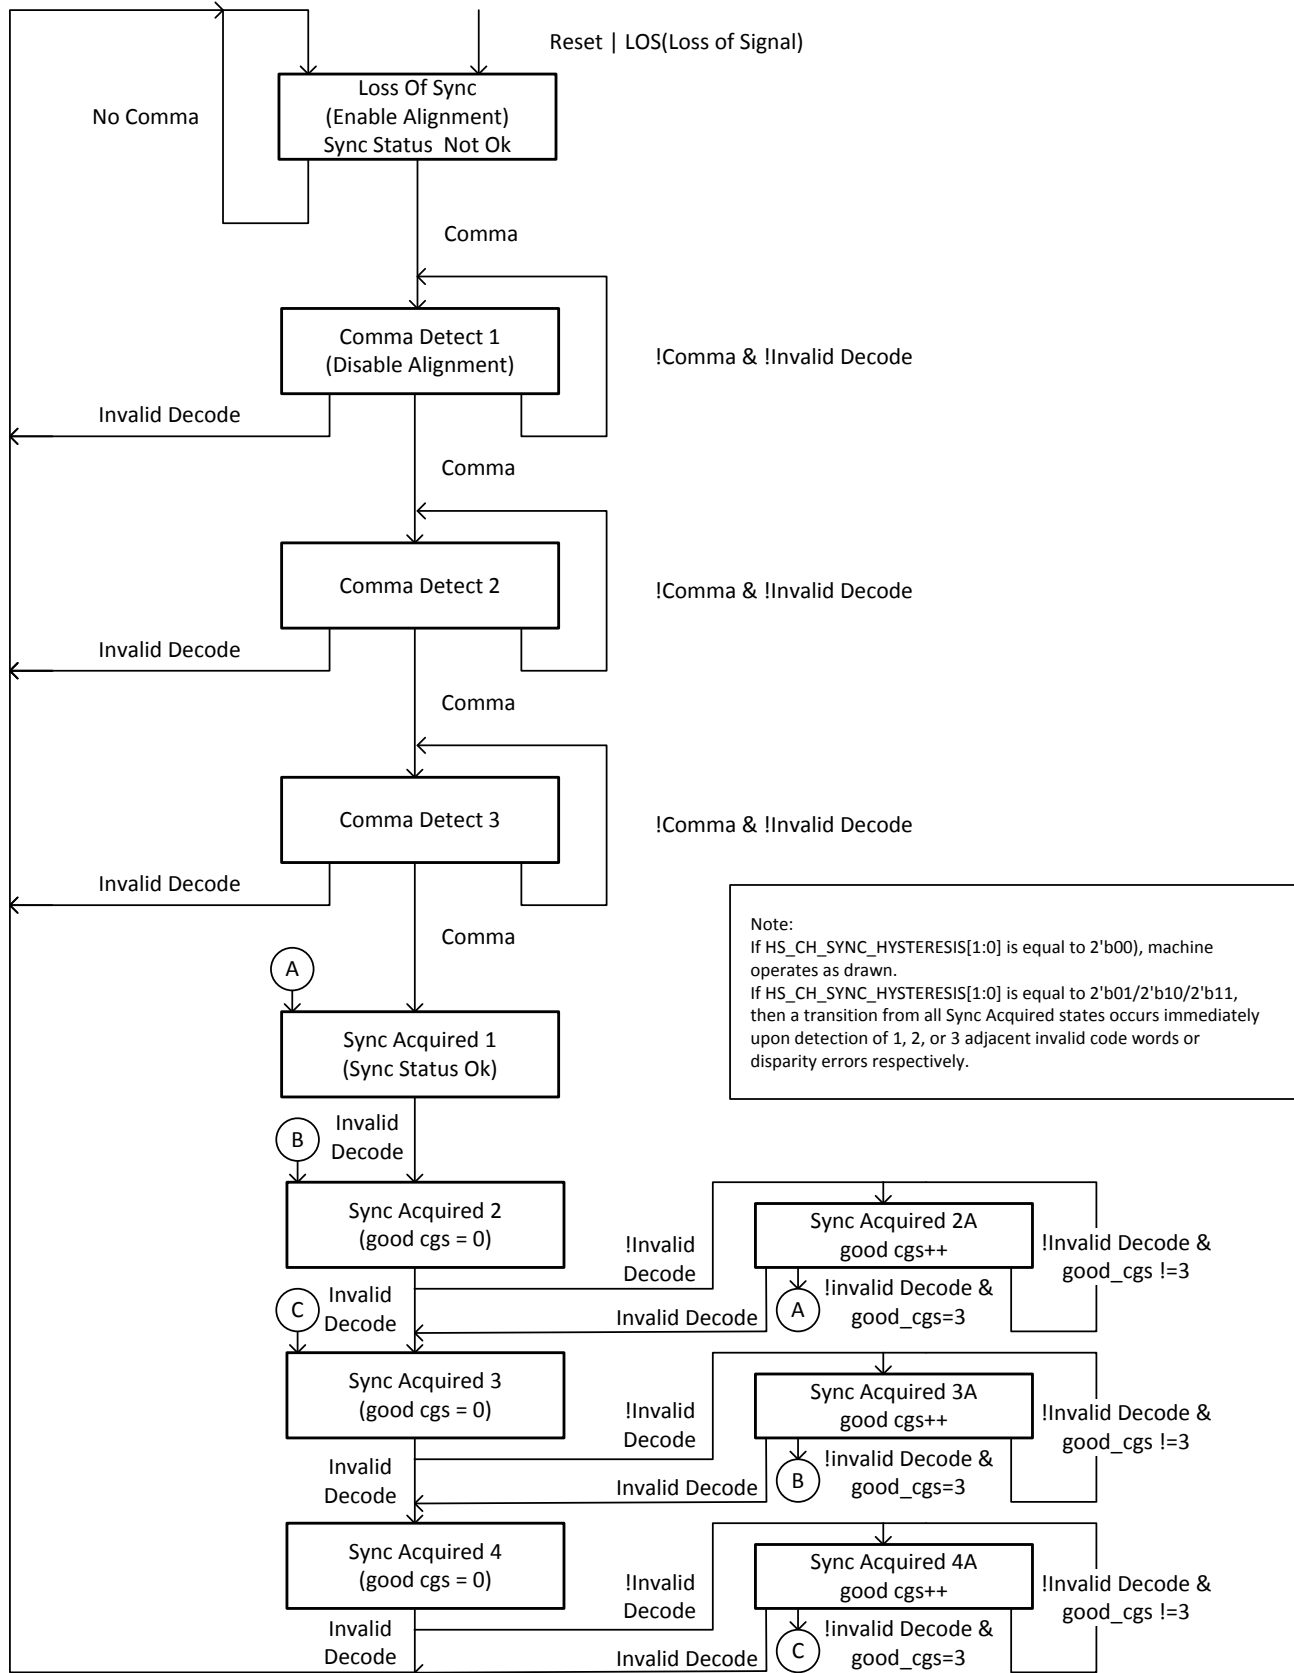 Reset | LOS(Loss of Signal)
Loss Of Sync
(Enable Alignment)
Sync Status  Not Ok
No Comma
Comma
Comma Detect 1
(Disable Alignment)
!Comma & !Invalid Decode
Invalid Decode
Comma
Comma Detect 2
!Comma & !Invalid Decode
Invalid Decode
Comma
Comma Detect 3
!Comma & !Invalid Decode
Invalid Decode
Comma
Note:
If HS_CH_SYNC_HYSTERESIS[1:0] is equal to 2'b00), machine
operates as drawn.
If HS_CH_SYNC_HYSTERESIS[1:0] is equal to 2'b01/2'b10/2'b11,
then a transition from all Sync Acquired states occurs immediately
upon detection of 1, 2, or 3 adjacent invalid code words or
disparity errors respectively.
A
Sync Acquired 1
(Sync Status Ok)
Invalid
Decode
B
Sync Acquired 2
(good cgs = 0)
!Invalid
Decode
Sync Acquired 2A
good cgs++
!Invalid Decode &
good_cgs !=3
A
!invalid Decode &
good_cgs=3
Invalid Decode
Invalid
Decode
C
Sync Acquired 3
(good cgs = 0)
!Invalid
Decode
Sync Acquired 3A
good cgs++
!Invalid Decode &
good_cgs !=3
B
!invalid Decode &
good_cgs=3
Invalid Decode
Invalid
Decode
Sync Acquired 4
(good cgs = 0)
!Invalid
Decode
Sync Acquired 4A
good cgs++
!Invalid Decode &
good_cgs !=3
C
!invalid Decode &
good_cgs=3
Invalid Decode
Invalid
Decode